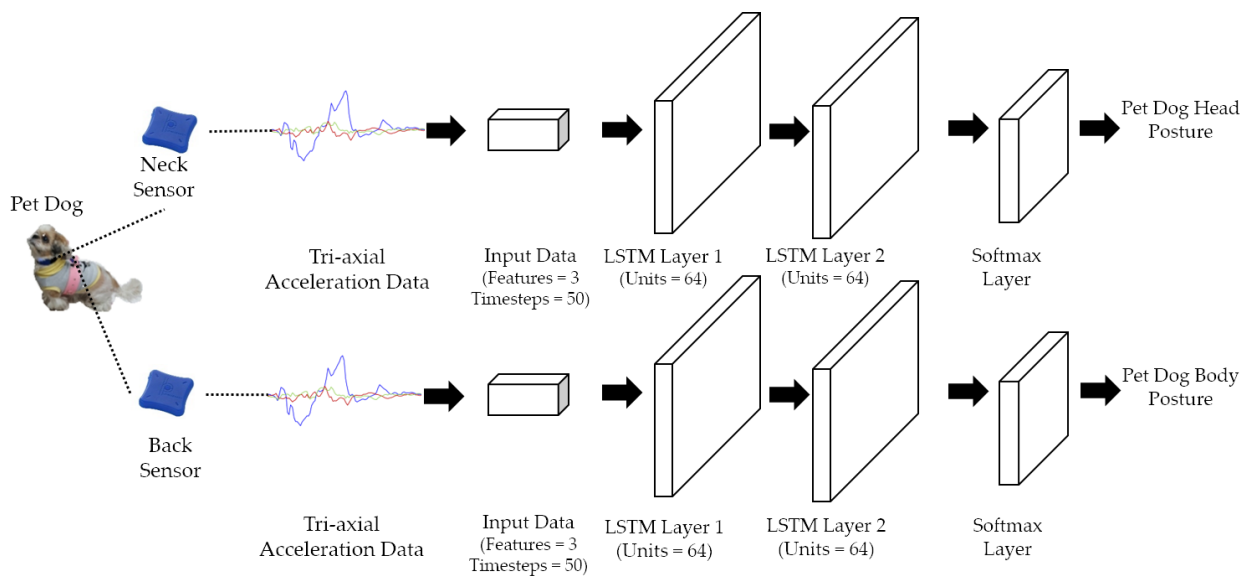 Pet Dog
Neck
Sensor
Tri-axial
Acceleration Data
Input Data
(Features = 3
Timesteps = 50)
LSTM Layer 1
(Units = 64)
LSTM Layer 2
(Units = 64)
Softmax
Layer
Pet Dog Head
Posture
Back
Sensor
Tri-axial
Acceleration Data
Input Data
(Features = 3
Timesteps = 50)
LSTM Layer 1
(Units = 64)
LSTM Layer 2
(Units = 64)
Softmax
Layer
Pet Dog Body
Posture